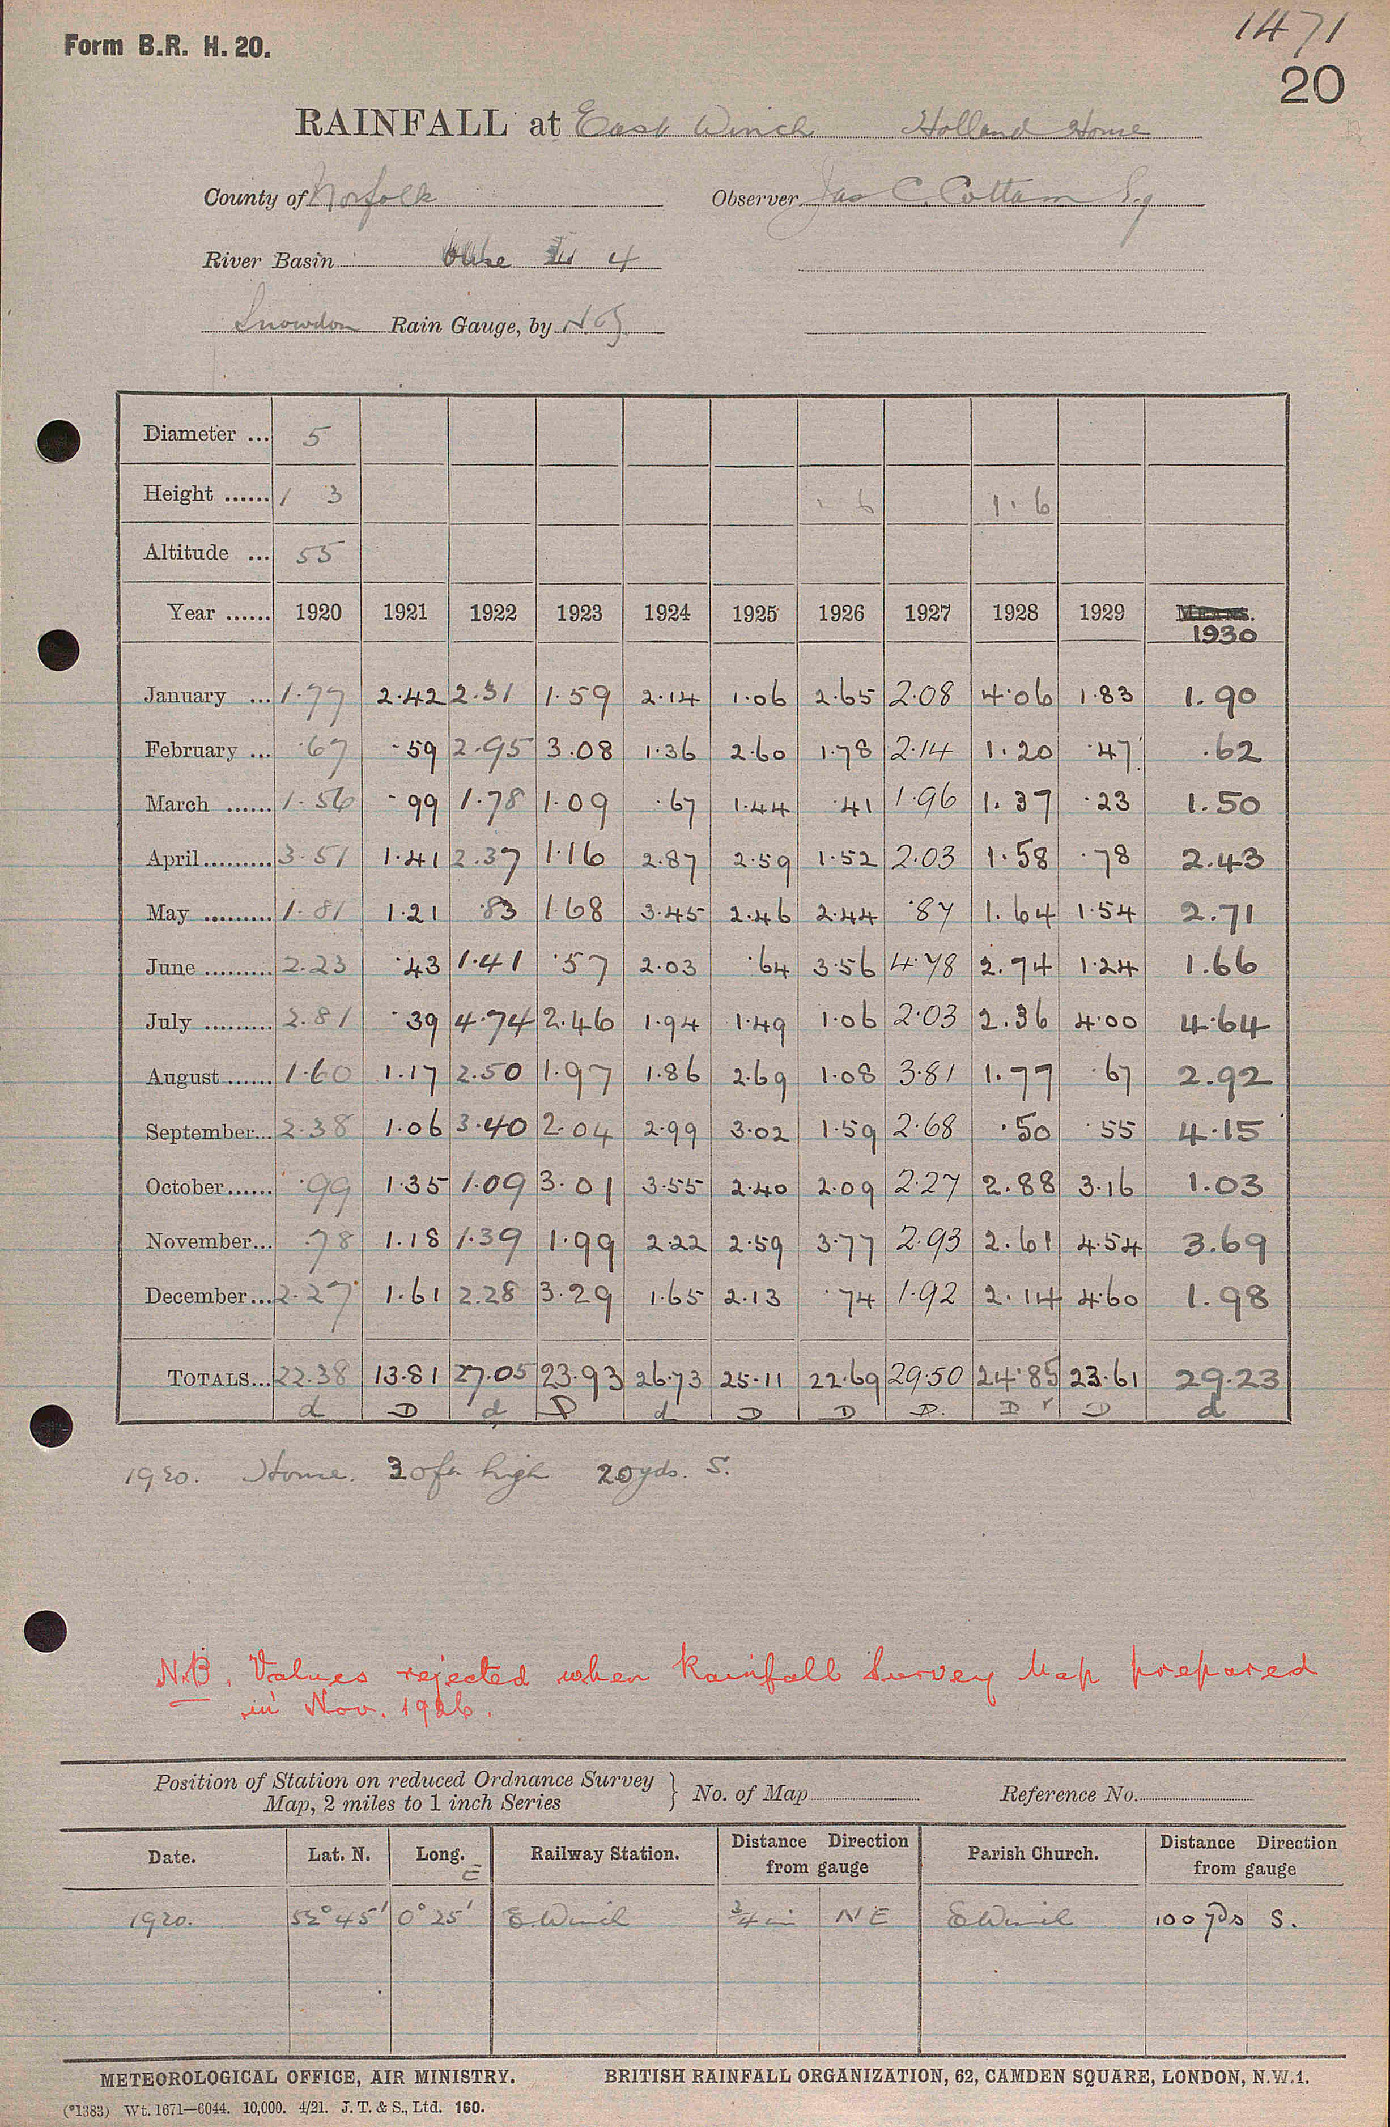 1471
Form B.R. H. 20.
20
RAINFALL at East Winch Holland House
County of Norfolk Observer Jas C. Cottam Esq
River Basin Ouse 4
Snowdon Rain Gauge, by N & Z
Diameter ... 5
Height ...... 1 3 1.6 1.6
Altitude ... 55
Year ...... 1920 1921 1922 1923 1924 1925 1926 1927 1928 1929 MEANS.
1930
January ... 1.77 2.42 2.31 1.59 2.14 1.06 2.65 2.08 4.06 1.83 1.90
February ... .67 .59 2.95 3.08 1.36 2.60 1.78 2.14 1.20 .47 .62
March ...... 1.56 .99 1.78 1.09 .67 1.44 .41 1.96 1.37 .23 1.50
April......... 3.51 1.41 2.37 1.16 2.87 2.59 1.52 2.03 1.58 .78 2.43
May ......... 1.81 1.21 .83 1.68 3.45 2.46 2.44 .87 1.64 1.54 2.71
June ......... 2.23 .43 1.41 .57 2.03 .64 3.56 4.78 2.74 1.24 1.66
July ......... 2.81 .39 4.74 2.46 1.94 1.49 1.06 2.03 2.36 4.00 4.64
August ...... 1.60 1.17 2.50 1.97 1.86 2.69 1.08 3.81 1.77 .67 2.92
September... 2.38 1.06 3.40 2.04 2.99 3.02 1.59 2.68 .50 .55 4.15
October...... .99 1.35 1.09 3.01 3.55 2.40 2.09 2.27 2.88 3.16 1.03
November... .78 1.18 1.39 1.99 2.22 2.59 3.77 2.93 2.61 4.54 3.69
December... 2.27 1.61 2.28 3.29 1.65 2.13 .74 1.92 2.14 4.60 1.98
TOTALS... 22.38 13.81 27.05 23.93 26.73 25.11 22.69 29.50 24.85 23.61 29.23
d D d D d D D D. D r D d
1920. House. 30 ft high 20 yds. S.
N.B. Values rejected when Rainfall Survey Map prepared
in Nov. 1926.
Position of Station on reduced Ordnance Survey
Map, 2 miles to 1 inch Series } No. of Map Reference No.
Date. Lat. N. Long. E Railway Station. Distance Direction from gauge Parish Church. Distance Direction from gauge
1920. 52° 45' 0° 25' E. Winch 3/4 m NE E Winch 100 yds S.
METEOROLOGICAL OFFICE, AIR MINISTRY. BRITISH RAINFALL ORGANIZATION, 62, CAMDEN SQUARE, LONDON, N.W.1.
(*1383) Wt. 1671—6044. 10,000. 4/21. J. T. & S., Ltd. 160.